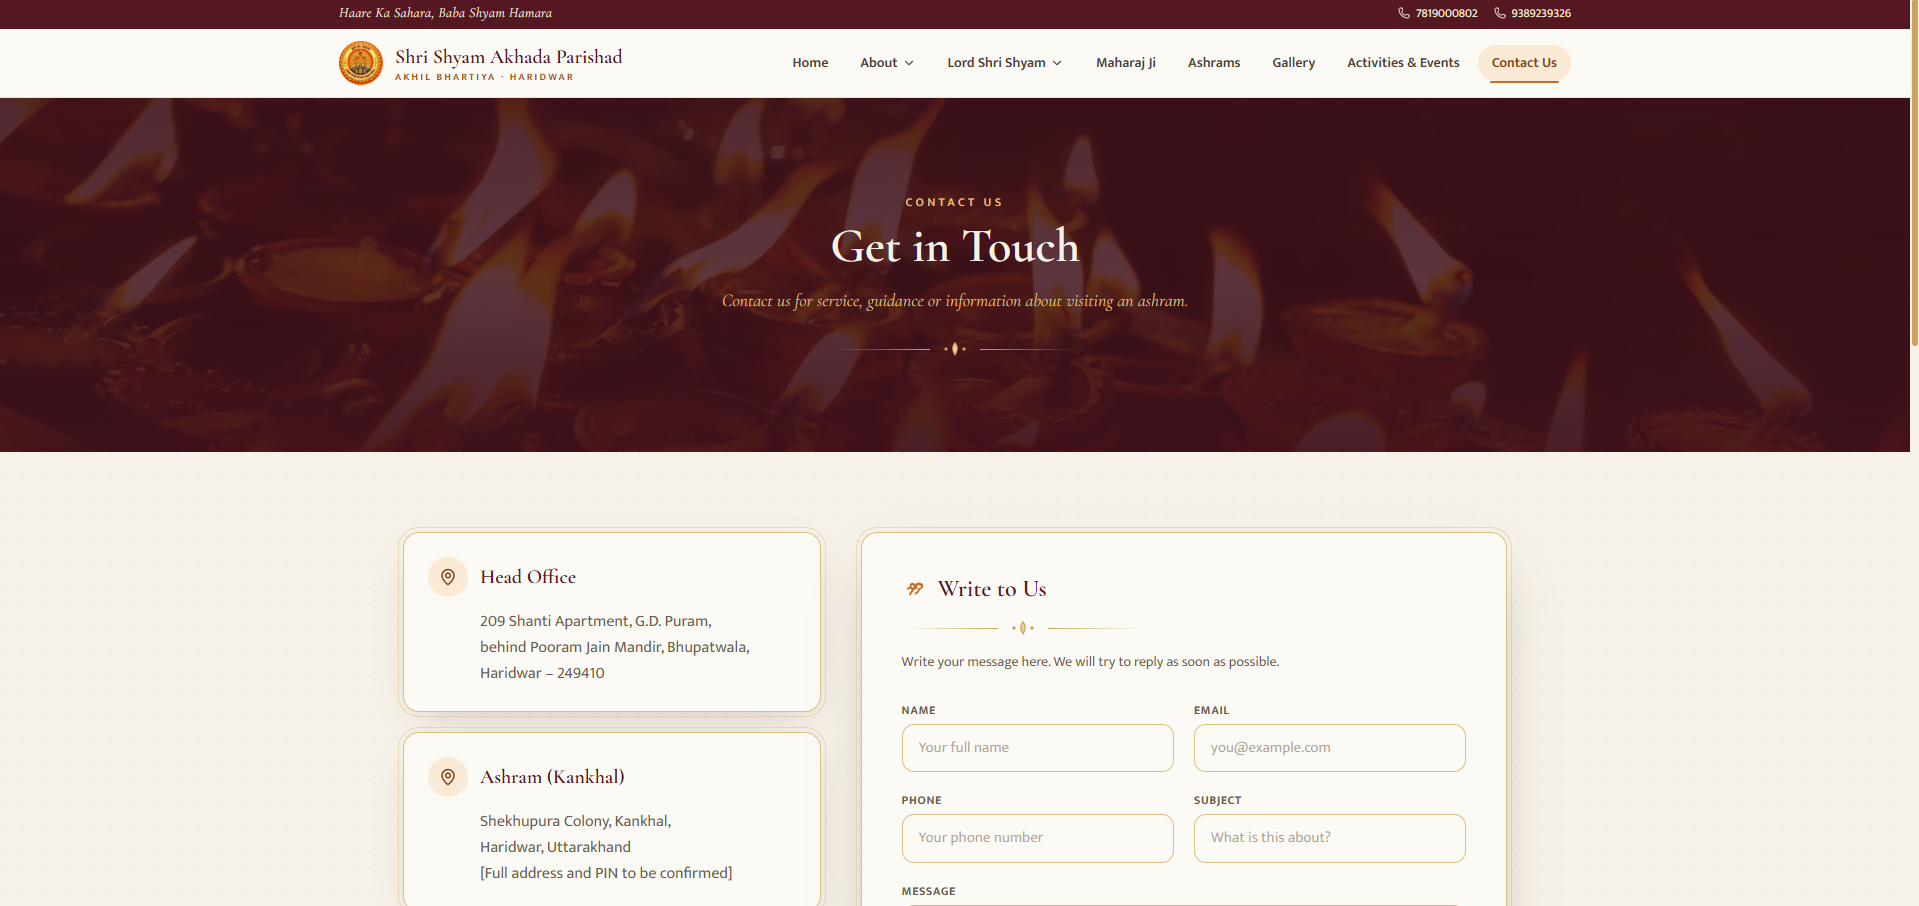 Haare Ka Sahara, Baba Shyam Hamara
7819000802
9389239326
Shri Shyam Akhada Parishad
AKHIL BHARTIYA · HARIDWAR
Home
About
Lord Shri Shyam
Maharaj Ji
Ashrams
Gallery
Activities & Events
Contact Us
CONTACT US
Get in Touch
Contact us for service, guidance or information about visiting an ashram.
Head Office
209 Shanti Apartment, G.D. Puram,
behind Pooram Jain Mandir, Bhupatwala,
Haridwar – 249410
Ashram (Kankhal)
Shekhupura Colony, Kankhal,
Haridwar, Uttarakhand
[Full address and PIN to be confirmed]
Write to Us
Write your message here. We will try to reply as soon as possible.
NAME
EMAIL
Your full name
you@example.com
PHONE
SUBJECT
Your phone number
What is this about?
MESSAGE